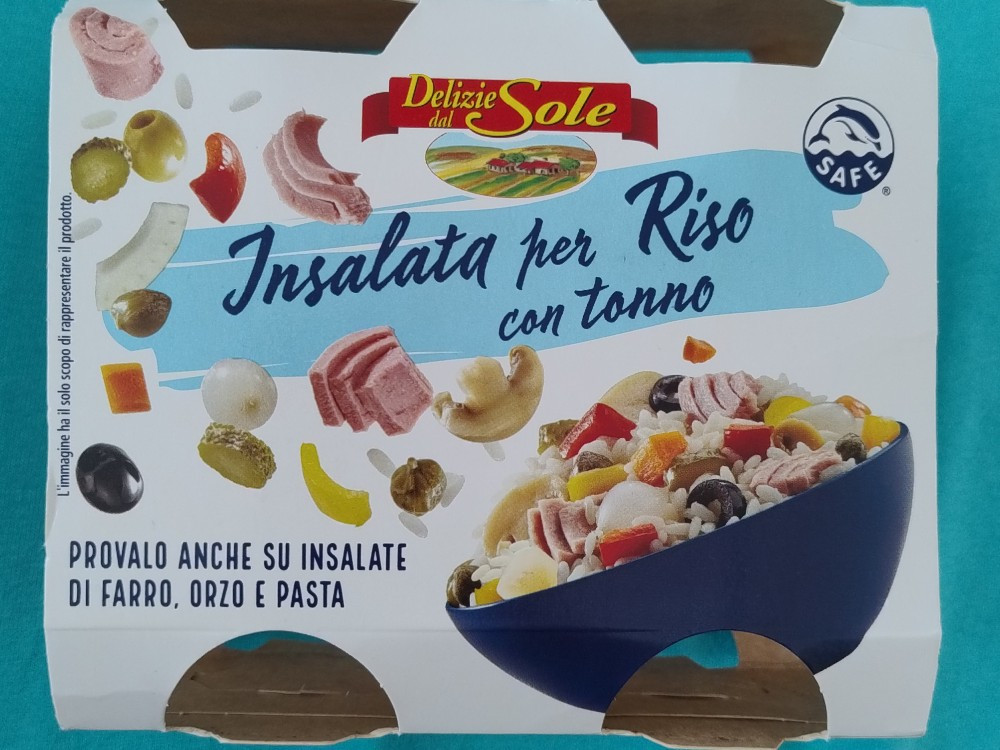 Delizie
dal Sole
SAFE
®
Insalata per Riso
con tonno
L'immagine ha il solo scopo di rappresentare il prodotto.
PROVALO ANCHE SU INSALATE
DI FARRO, ORZO E PASTA